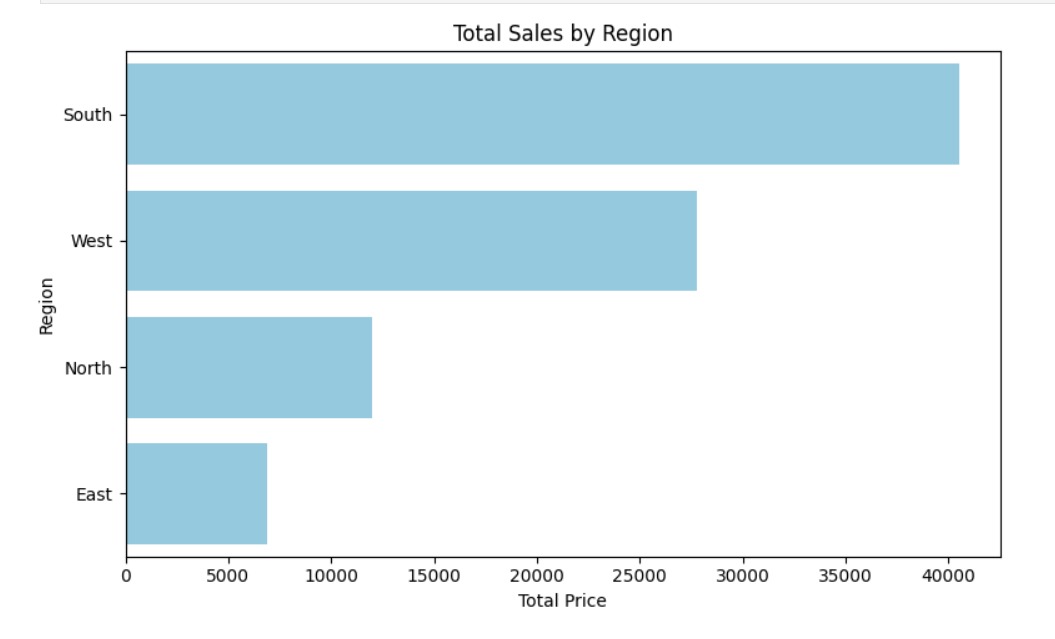 Total Sales by Region
South
West
North
East
Region
0 5000 10000 15000 20000 25000 30000 35000 40000
Total Price